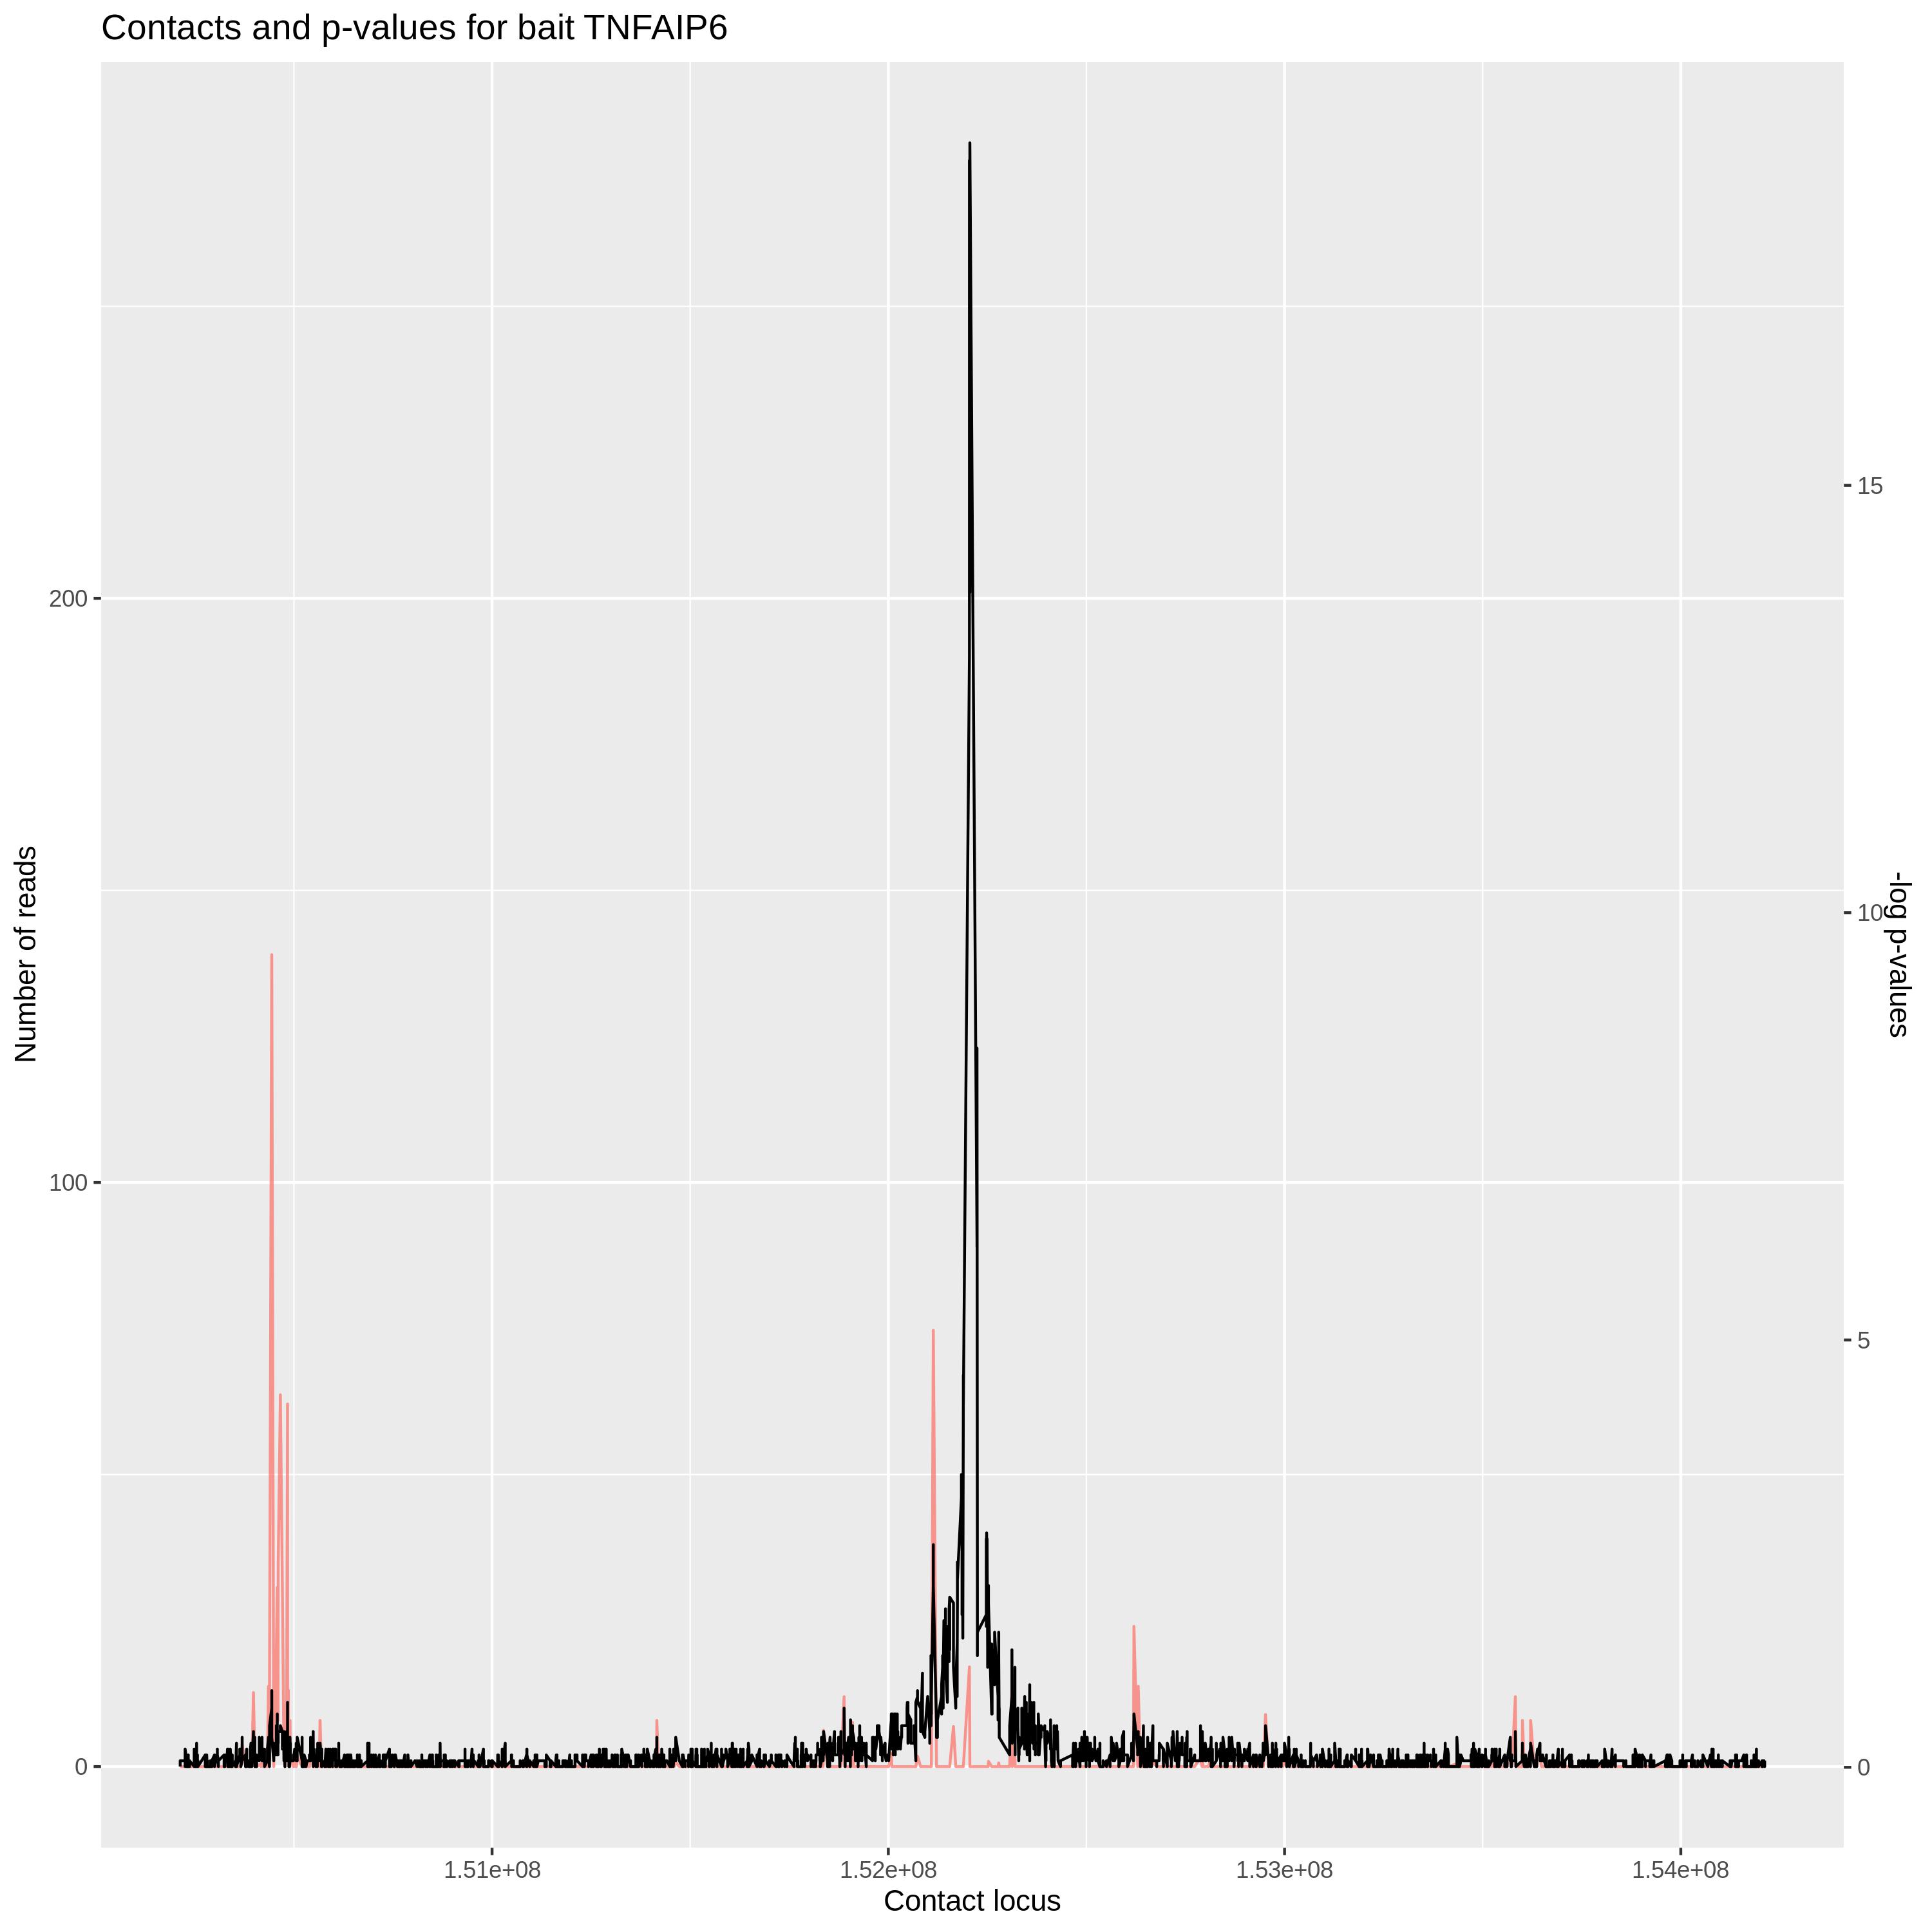 Contacts and p-values for bait TNFAIP6
Number of reads
200
100
0
15
10
5
0
-log p-values
1.51e+08
1.52e+08
1.53e+08
1.54e+08
Contact locus